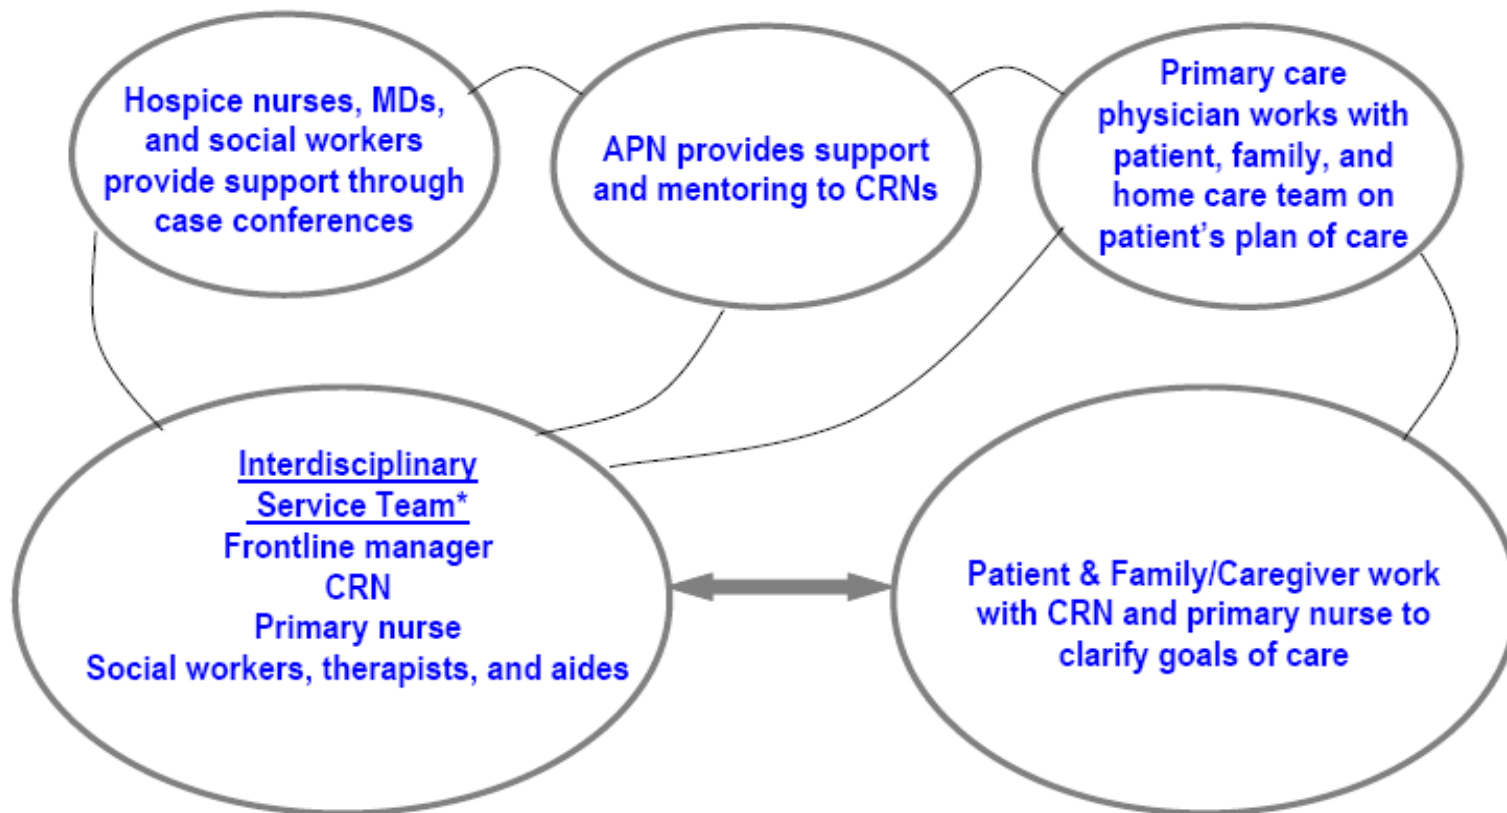 Hospice nurses, MDs,
and social workers
provide support through
case conferences
APN provides support
and mentoring to CRNs
Primary care
physician works with
patient, family, and
home care team on
patient’s plan of care
Interdisciplinary
Service Team*
Frontline manager
CRN
Primary nurse
Social workers, therapists, and aides
Patient & Family/Caregiver work
with CRN and primary nurse to
clarify goals of care